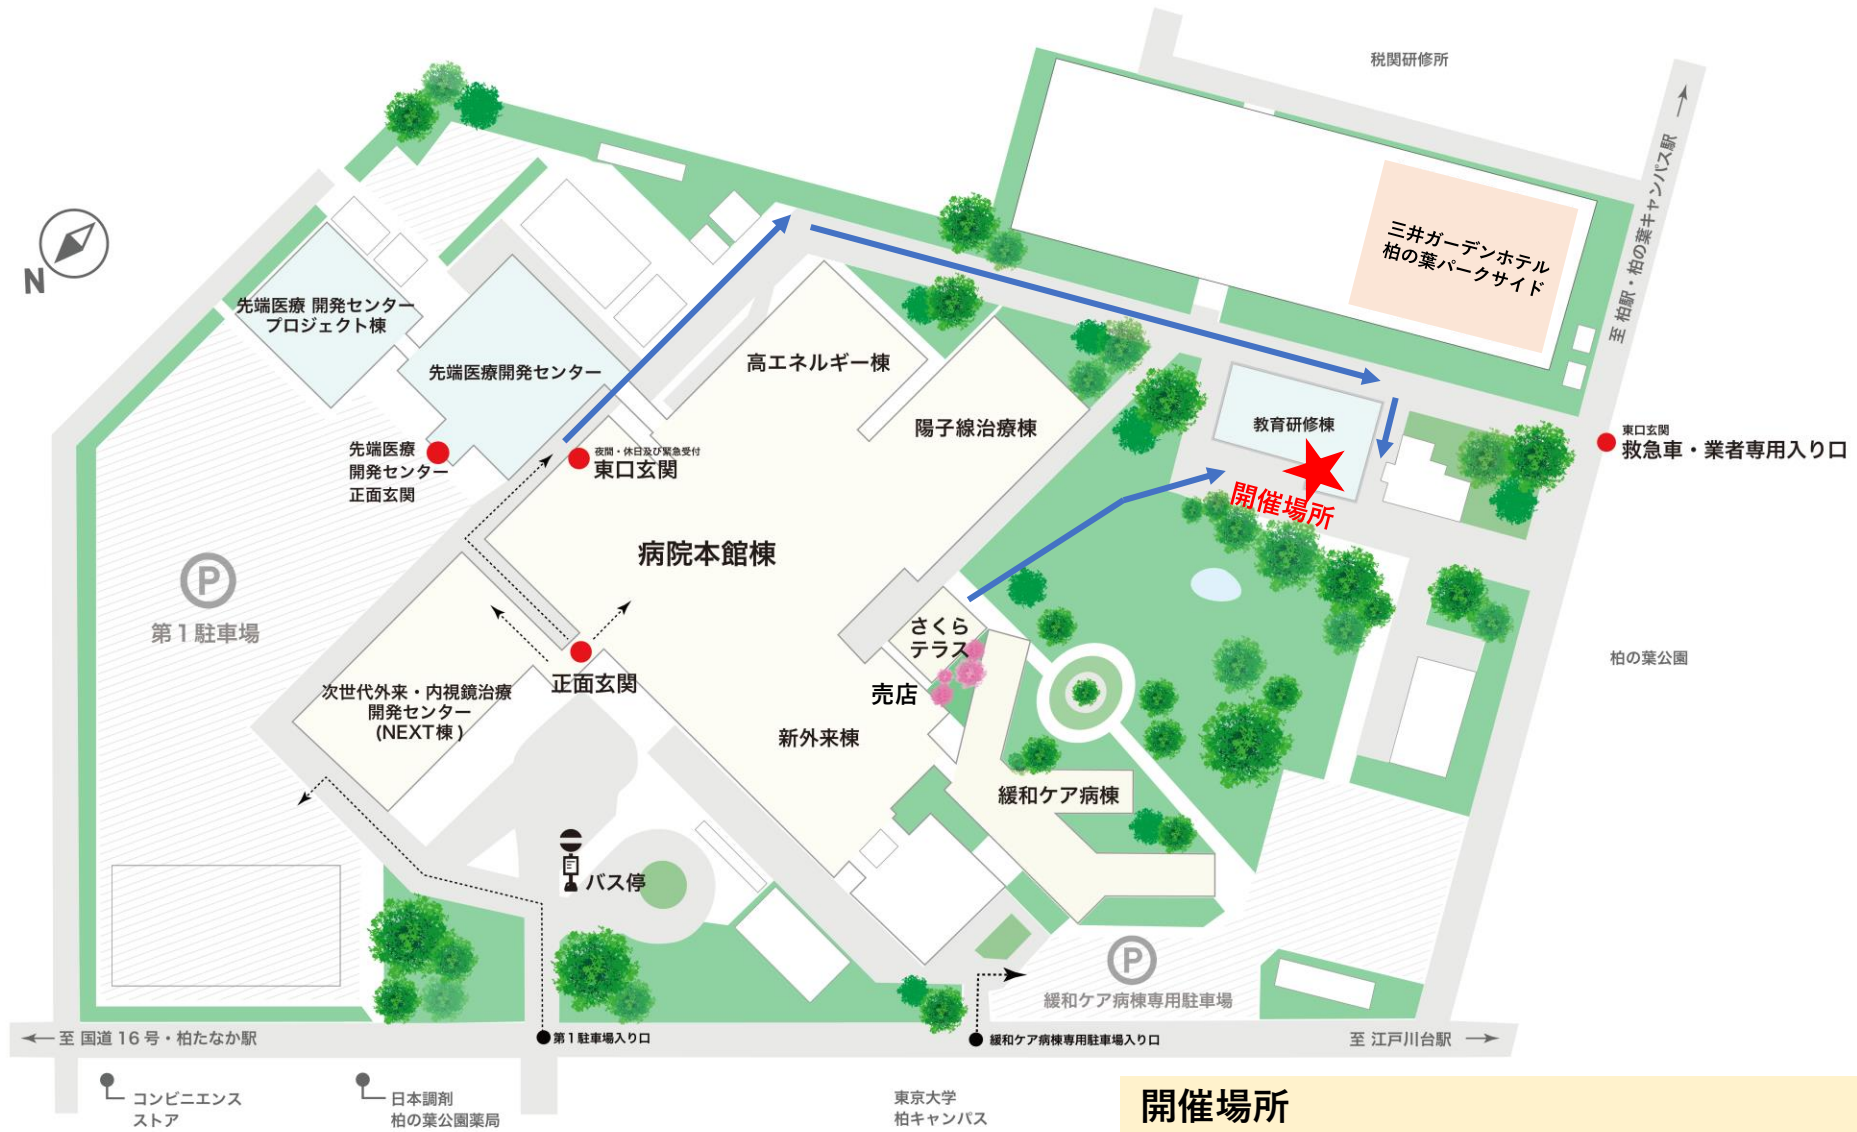 税関研修所
至 柏駅・柏の葉キャンパス駅
三井ガーデンホテル
柏の葉パークサイド
N
先端医療 開発センター
プロジェクト棟
先端医療開発センター
高エネルギー棟
陽子線治療棟
教育研修棟
東口玄関
救急車・業者専用入り口
先端医療
開発センター
正面玄関
夜間・休日及び緊急受付
東口玄関
開催場所
病院本館棟
P
第1駐車場
さくら
テラス
売店
正面玄関
次世代外来・内視鏡治療
開発センター
(NEXT棟)
新外来棟
柏の葉公園
緩和ケア病棟
バス停
P
緩和ケア病棟専用駐車場
至 国道16号・柏たなか駅
第1駐車場入り口
緩和ケア病棟専用駐車場入り口
至 江戸川台駅
コンビニエンス
ストア
日本調剤
柏の葉公園薬局
東京大学
柏キャンパス
開催場所